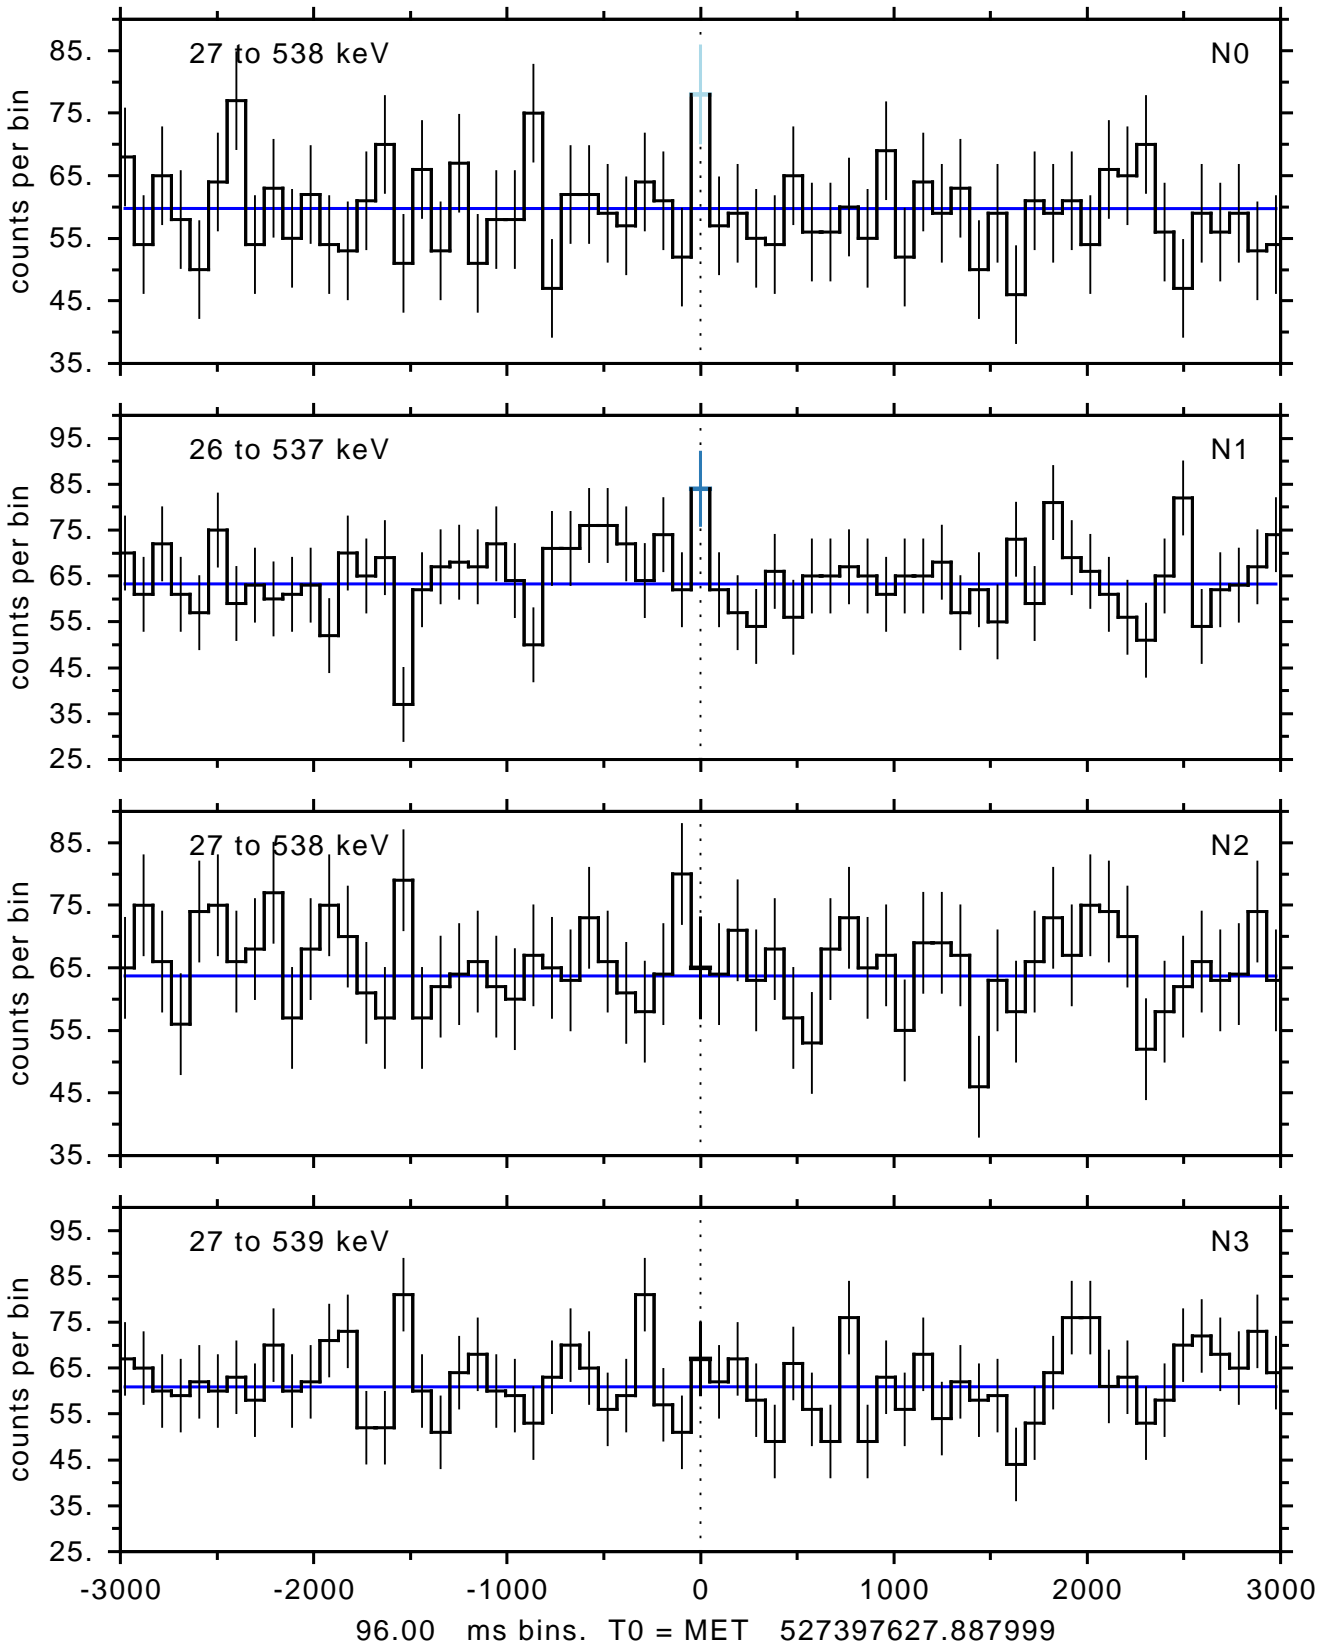 27 to 538 keV N0
85.
75.
65.
55.
45.
35.
counts per bin
26 to 537 keV N1
95.
85.
75.
65.
55.
45.
35.
25.
counts per bin
27 to 538 keV N2
85.
75.
65.
55.
45.
35.
counts per bin
27 to 539 keV N3
95.
85.
75.
65.
55.
45.
35.
25.
counts per bin
-3000 -2000 -1000 0 1000 2000 3000
96.00 ms bins. T0 = MET 527397627.887999